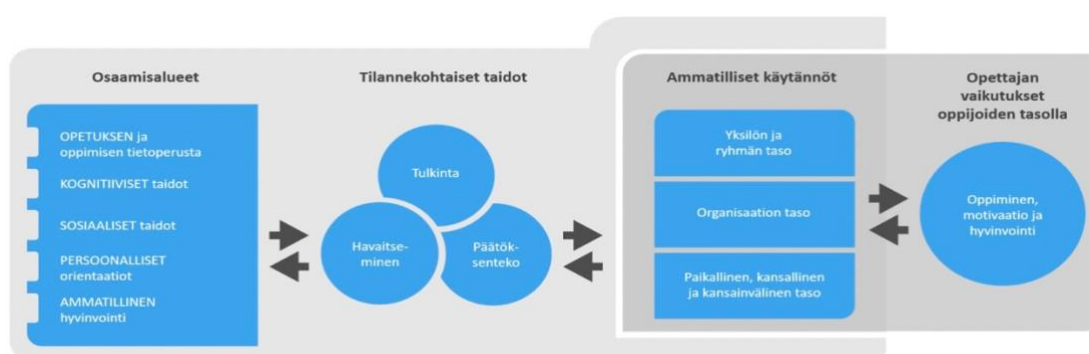 Osaamisalueet
OPETUKSEN ja
oppimisen tietoperusta
KOGNITIIVISET taidot
SOSIAALISET taidot
PERSOONALLISET
orientaatiot
AMMATILLINEN
hyvinvointi
Tilannekohtaiset taidot
Tulkinta
Havaitse-
minen
Päätök-
senteko
Ammatilliset käytännöt
Yksilön ja
ryhmän taso
Organisaation taso
Paikallinen, kansallinen
ja kansainvälinen taso
Opettajan
vaikutukset
oppijoiden tasolla
Oppiminen,
motivaatio ja
hyvinvointi